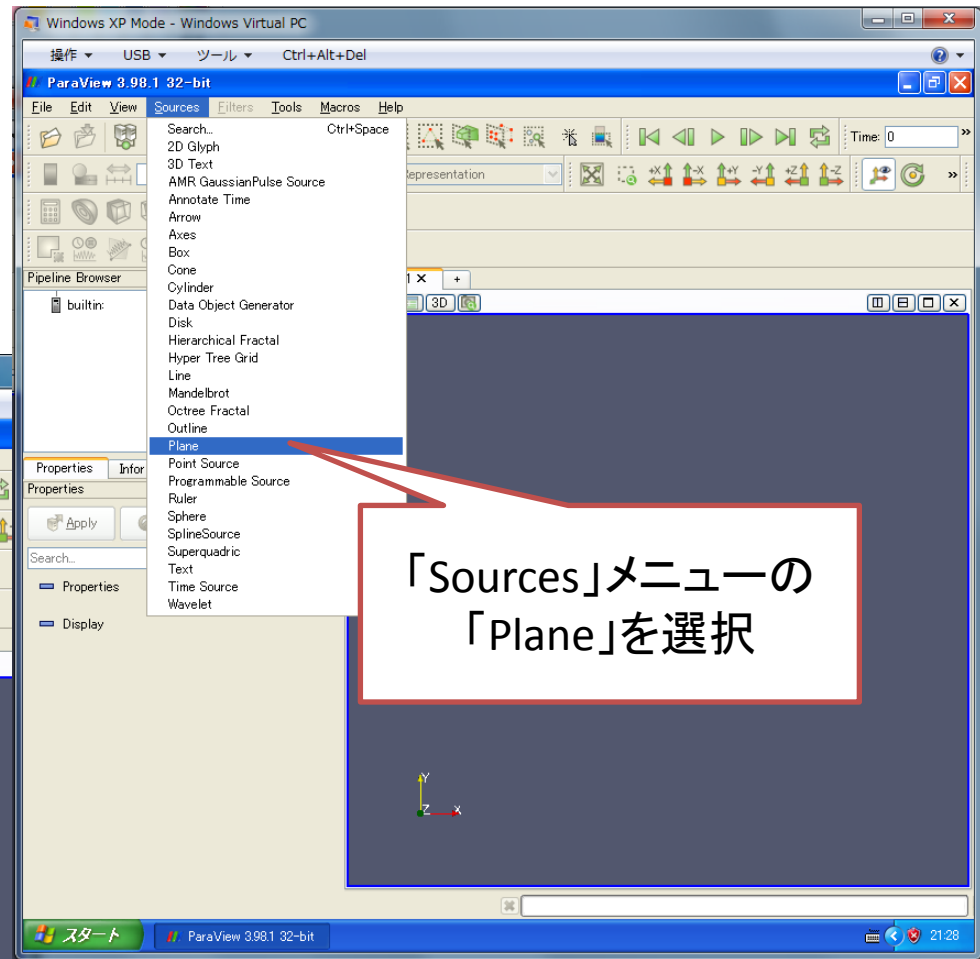 Windows XP Mode - Windows Virtual PC
操作 ▼ USB ▼ ツール ▼ Ctrl+Alt+Del
ParaView 3.98.1 32-bit
File Edit View Sources Filters Tools Macros Help
Search... Ctrl+Space
2D Glyph
3D Text
AMR GaussianPulse Source
Annotate Time
Arrow
Axes
Box
Cone
Cylinder
Data Object Generator
Disk
Hierarchical Fractal
Hyper Tree Grid
Line
Mandelbrot
Octree Fractal
Outline
Plane
Point Source
Programmable Source
Ruler
Sphere
SplineSource
Superquadric
Text
Time Source
Wavelet
Time: 0
Representation
+X -X +Y -Y +Z -Z
Pipeline Browser
builtin:
1 × +
3D
Properties Infor
Properties
Apply
Search...
Properties
Display
「Sources」メニューの
「Plane」を選択
Y
Z X
スタート ParaView 3.98.1 32-bit 21:28